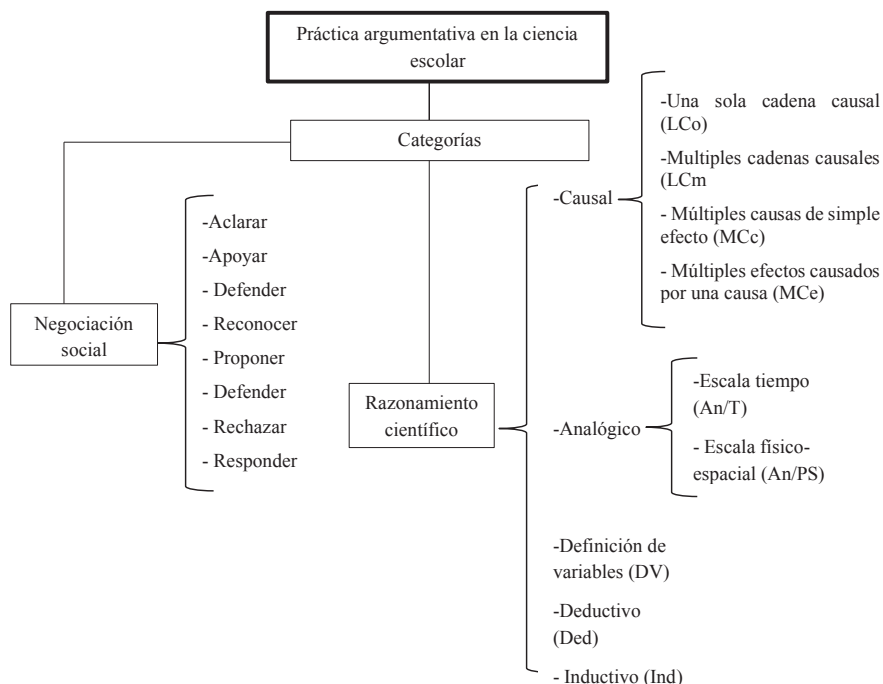 Práctica argumentativa en la ciencia
escolar
Categorías
Negociación
social
-Aclarar
-Apoyar
- Defender
- Reconocer
- Proponer
- Defender
- Rechazar
- Responder
Razonamiento
científico
-Causal
-Una sola cadena causal
(LCo)
-Multiples cadenas causales
(LCm
- Múltiples causas de simple
efecto (MCc)
- Múltiples efectos causados
por una causa (MCe)
-Analógico
-Escala tiempo
(An/T)
- Escala físico-
espacial (An/PS)
-Definición de
variables (DV)
-Deductivo
(Ded)
- Inductivo (Ind)